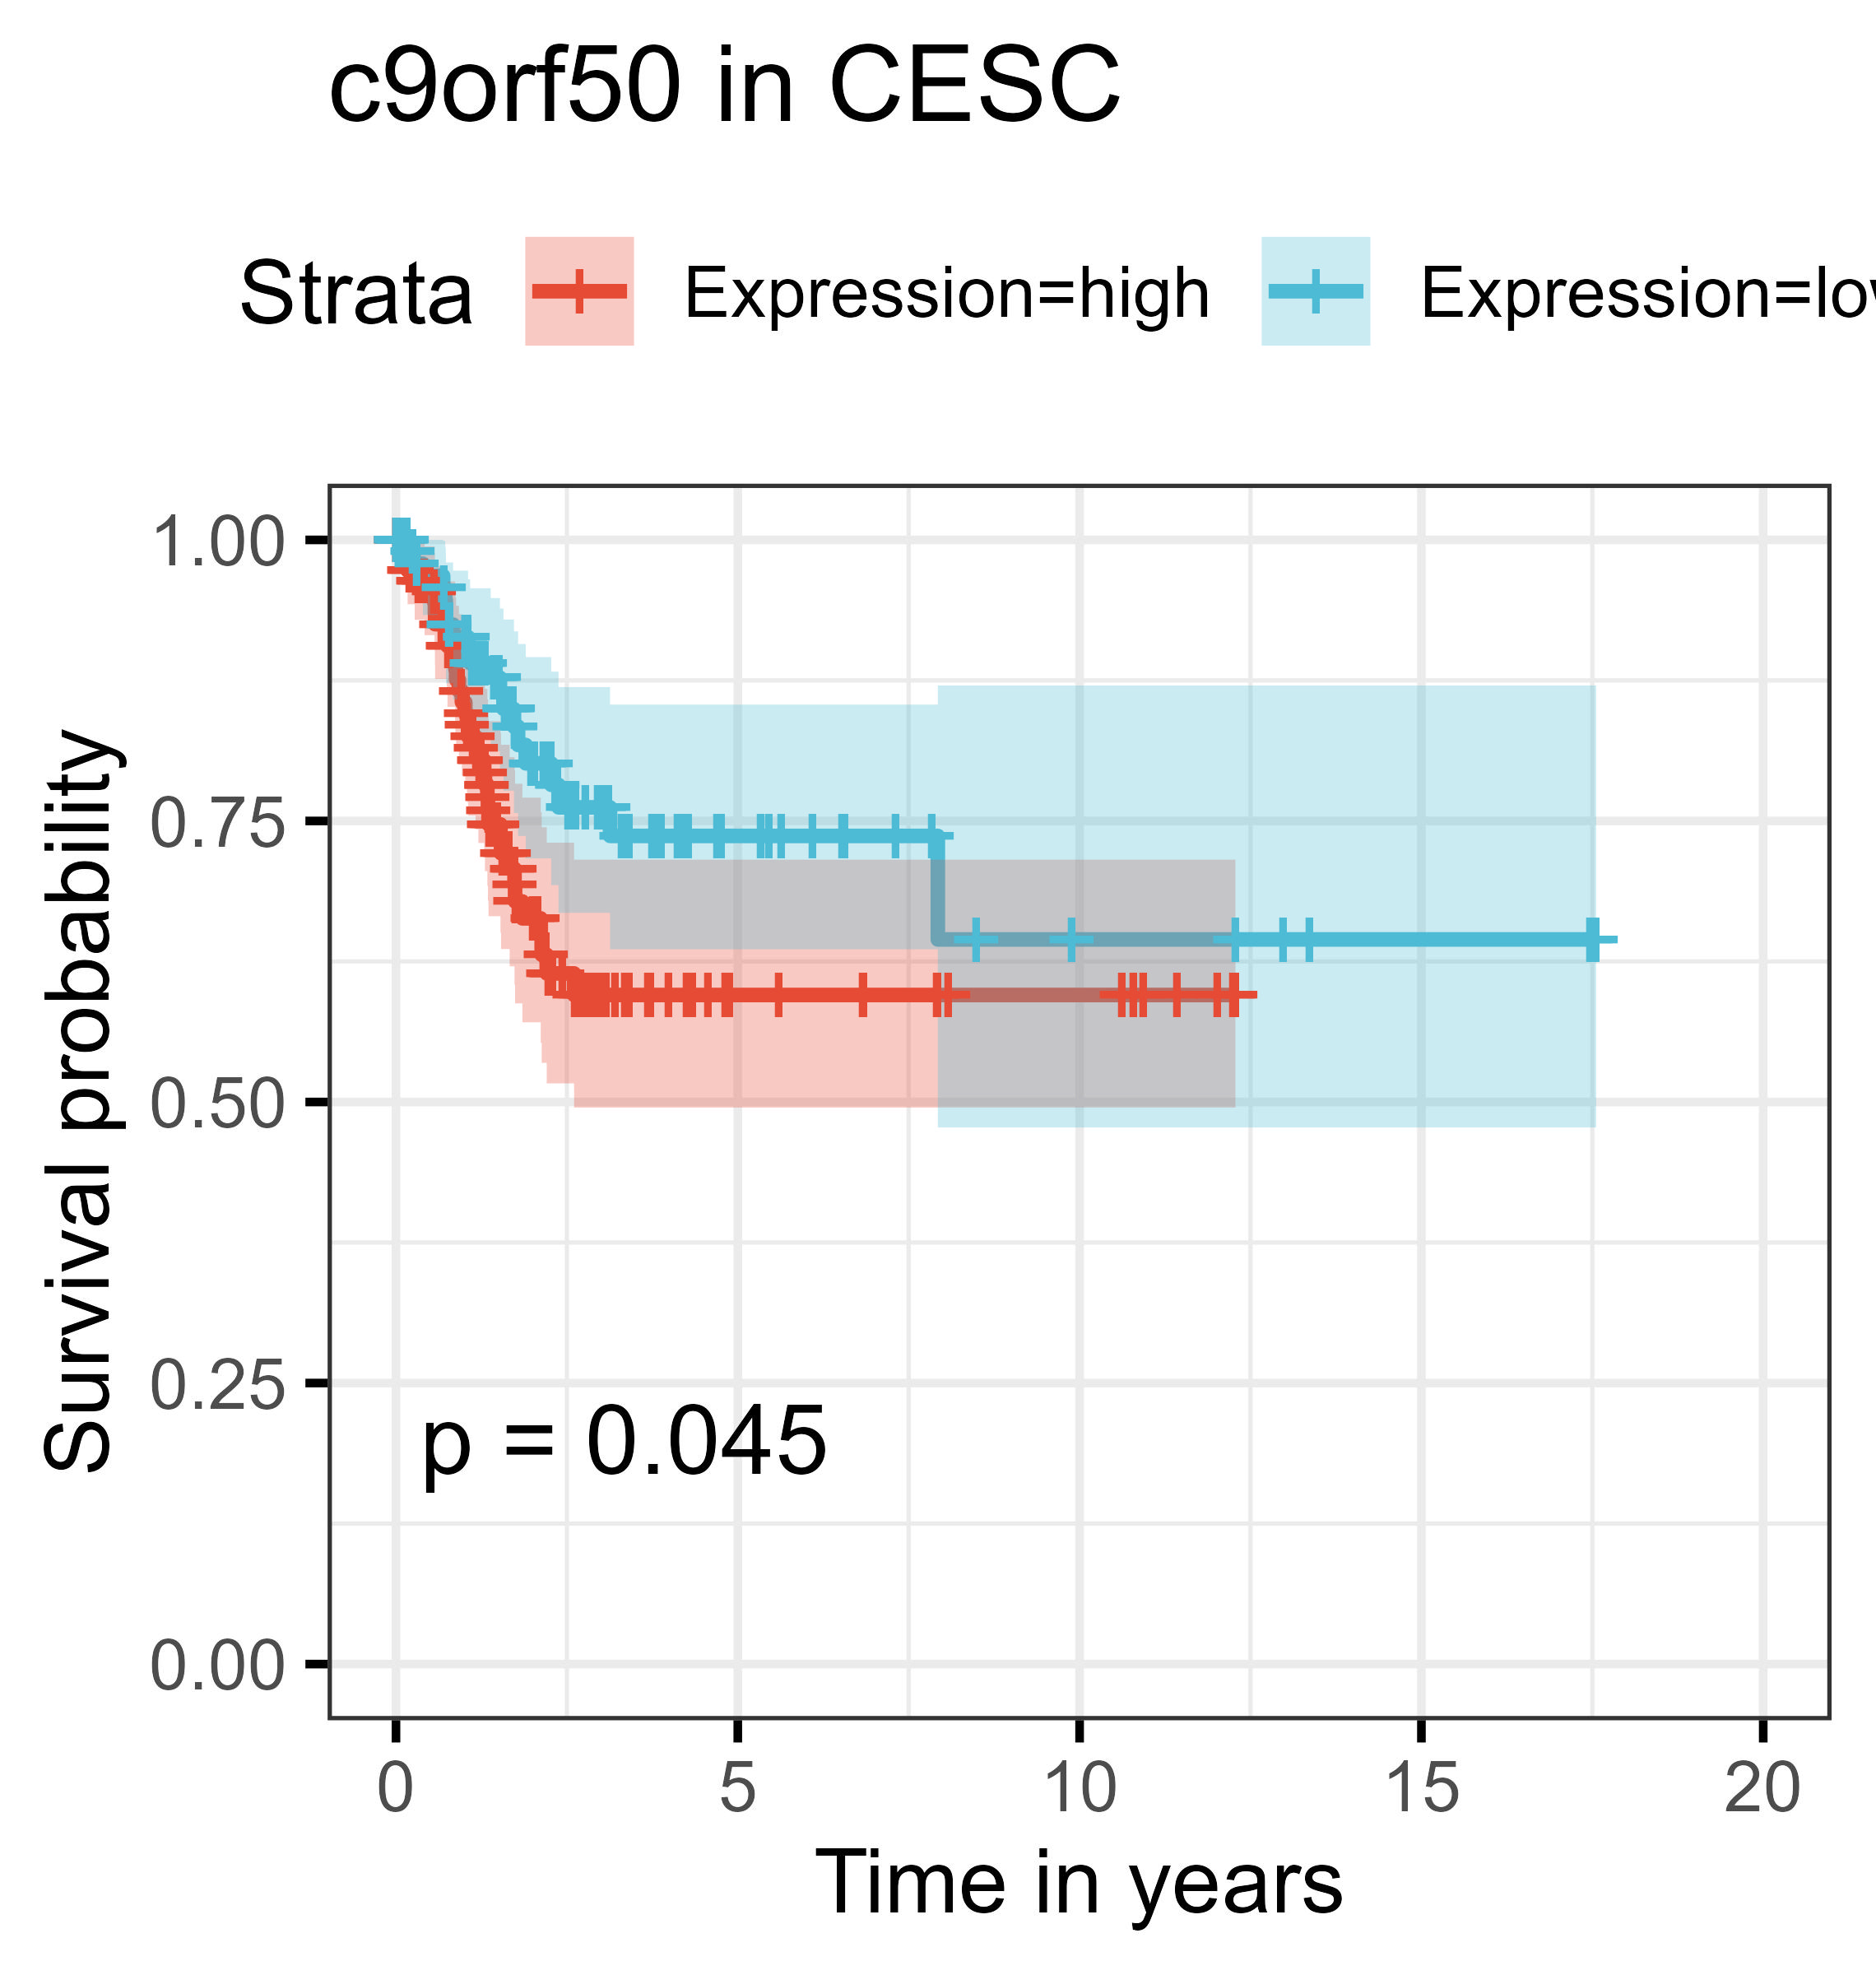 c9orf50 in CESC
Strata Expression=high Expression=lo
1.00
0.75
0.50
0.25
0.00
Survival probability
p = 0.045
0 5 10 15 20
Time in years